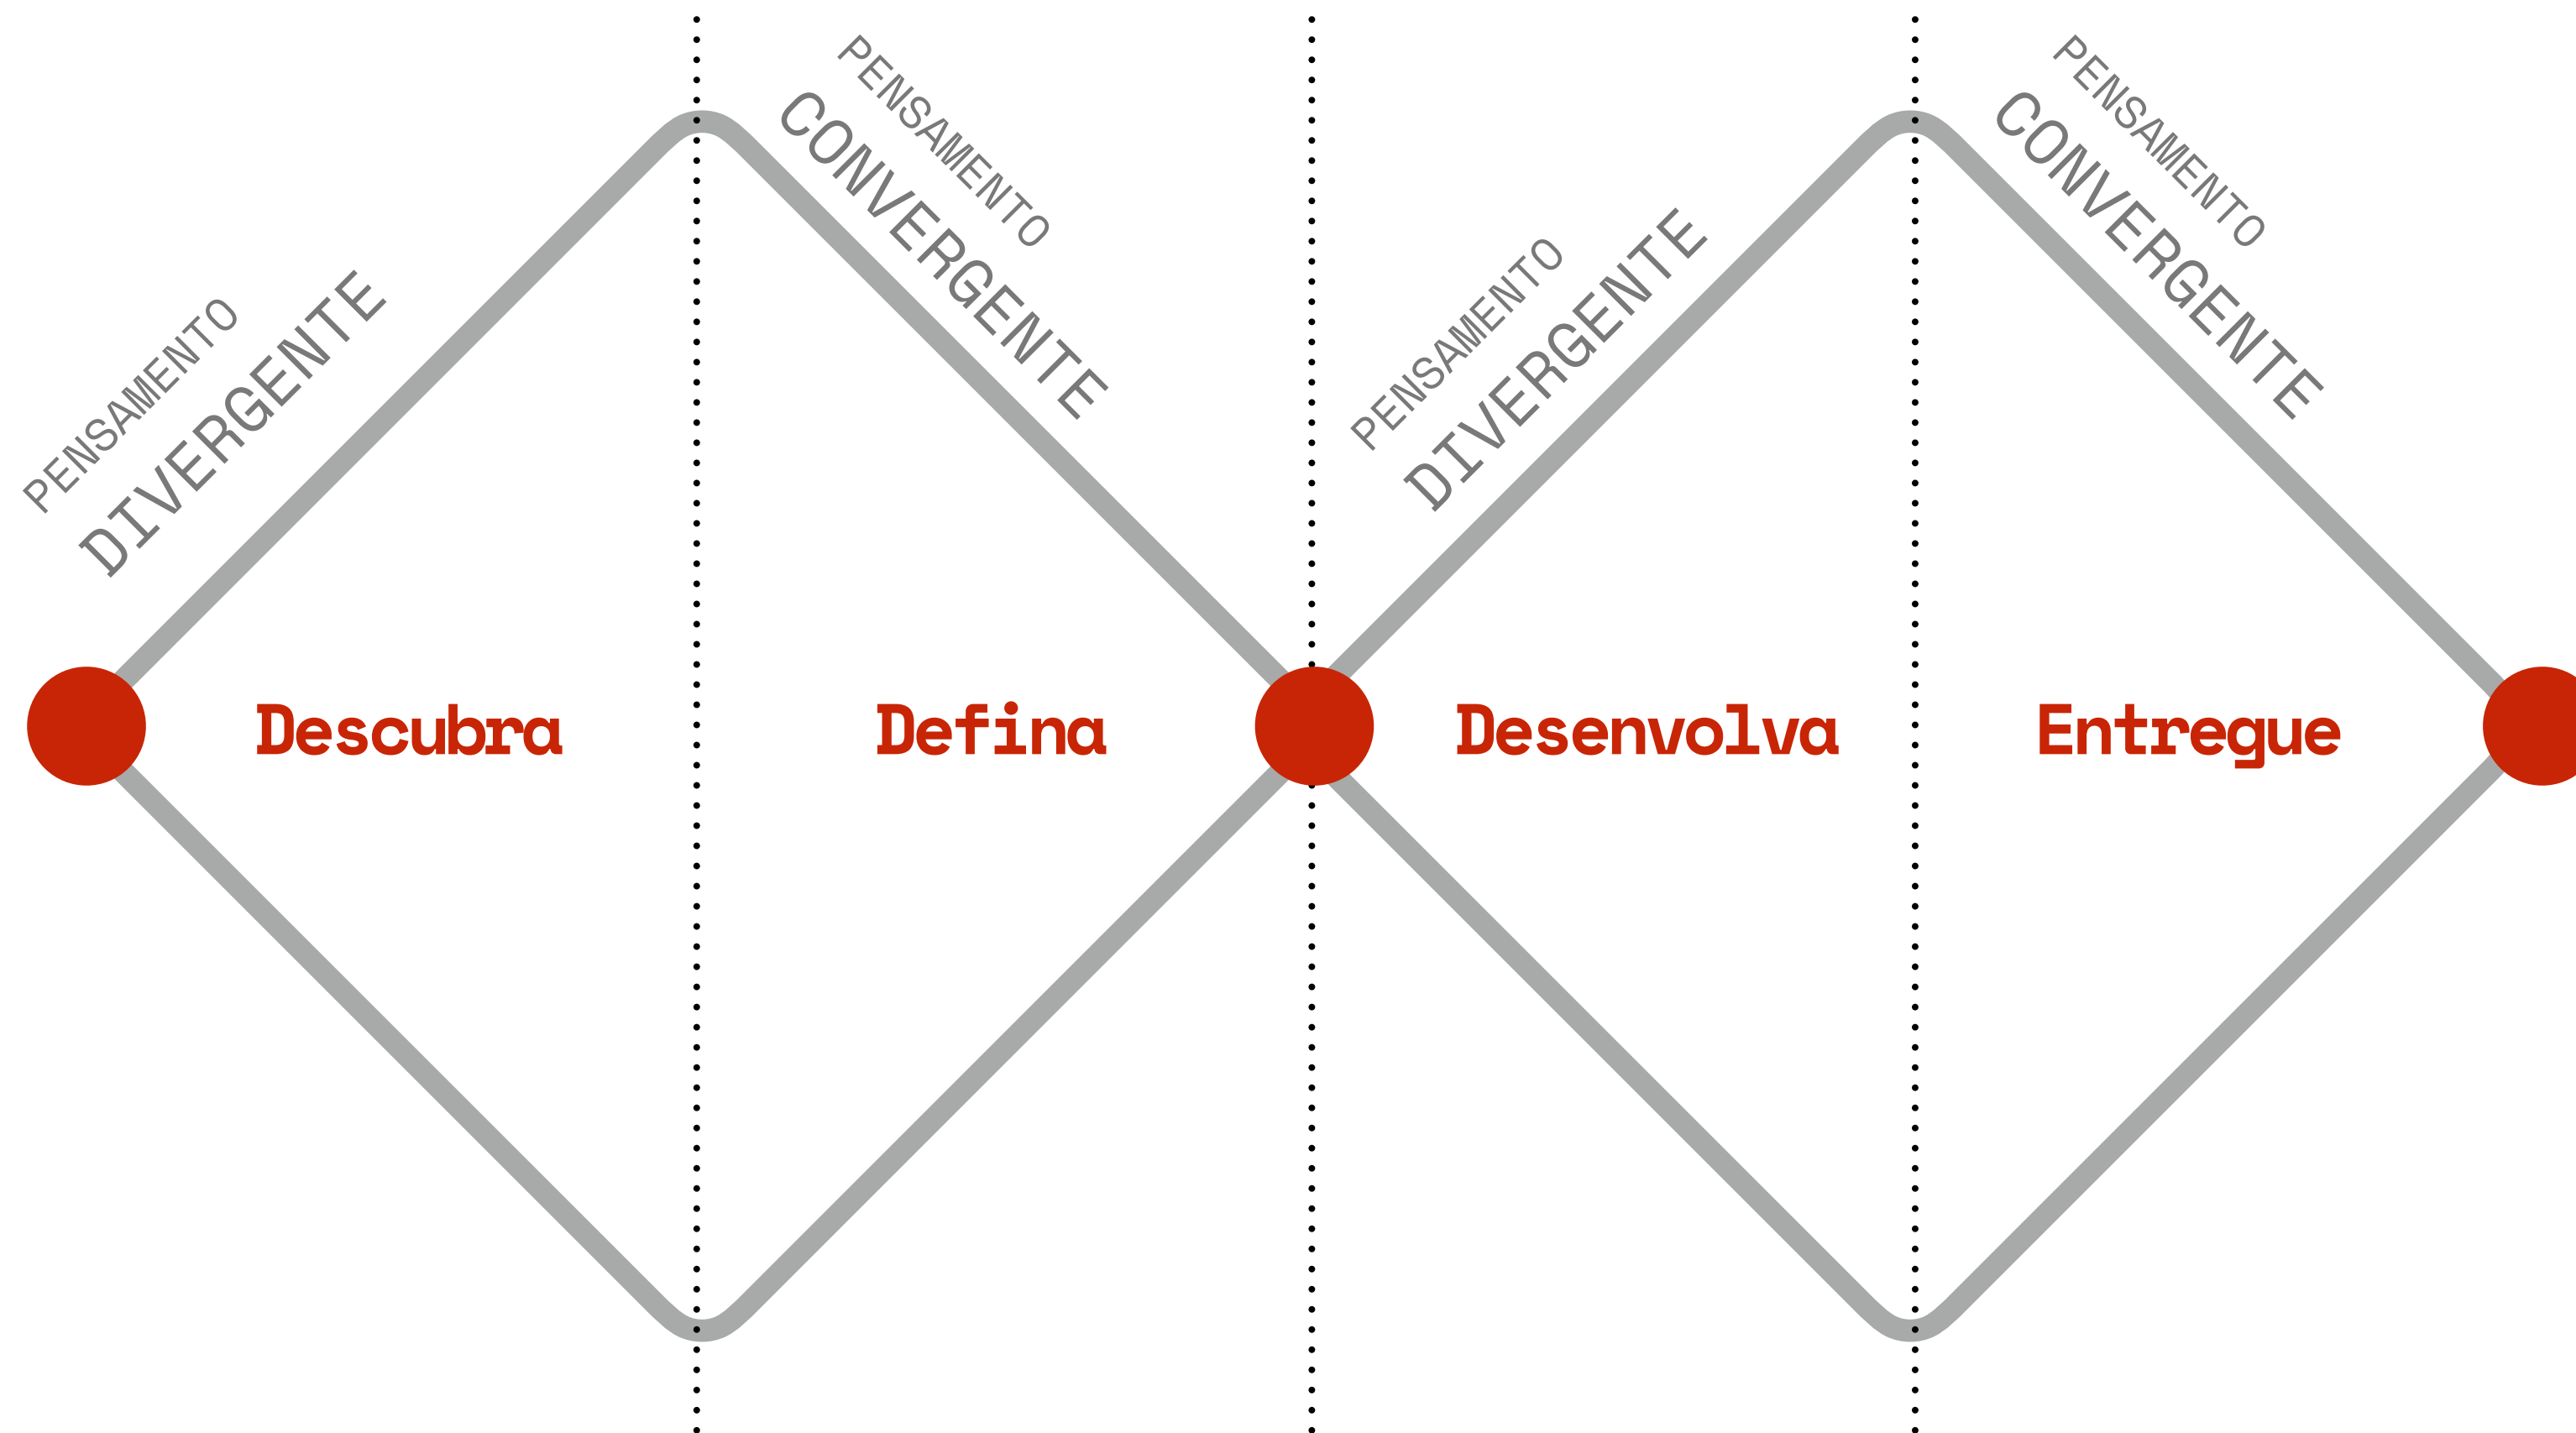 PENSAMENTO
DIVERGENTE
PENSAMENTO
CONVERGENTE
PENSAMENTO
DIVERGENTE
PENSAMENTO
CONVERGENTE
Descubra
Defina
Desenvolva
Entregue